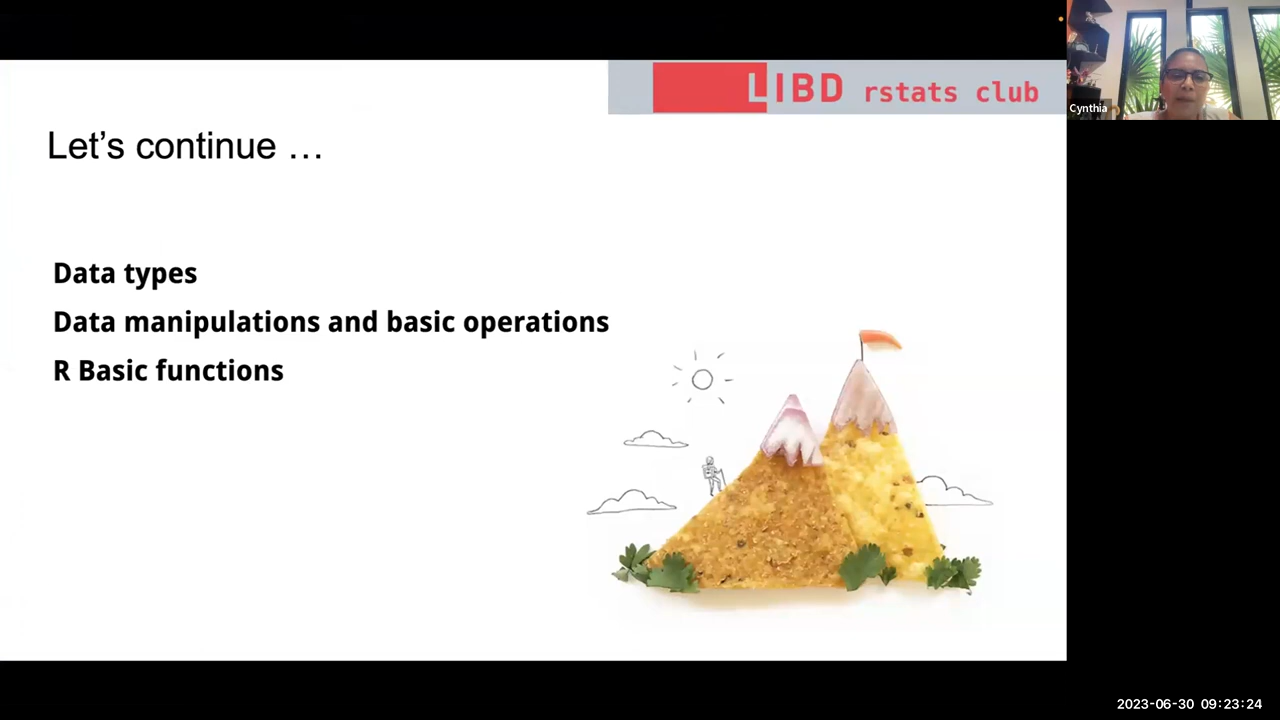 LIBD rstats club
Cynthia
Let's continue …
Data types
Data manipulations and basic operations
R Basic functions
2023-06-30 09:23:24